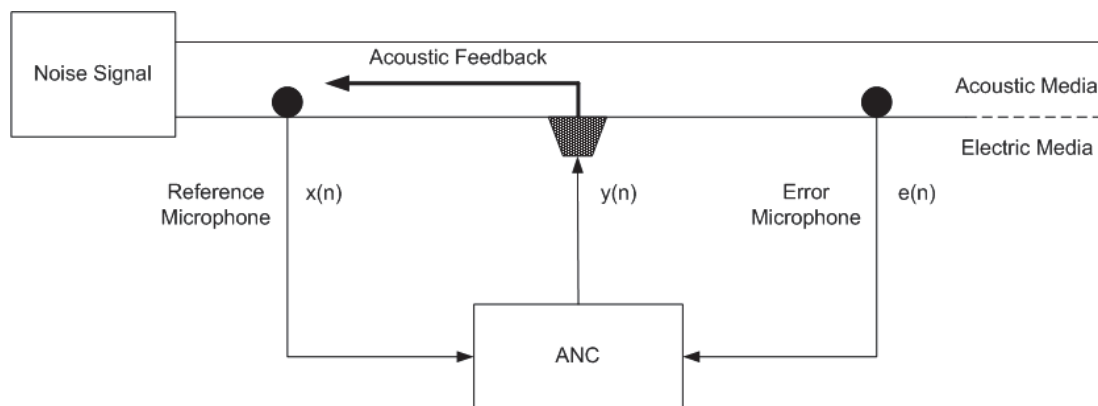 Noise Signal
Acoustic Feedback
Acoustic Media
Electric Media
Reference
Microphone
x(n)
y(n)
Error
Microphone
e(n)
ANC